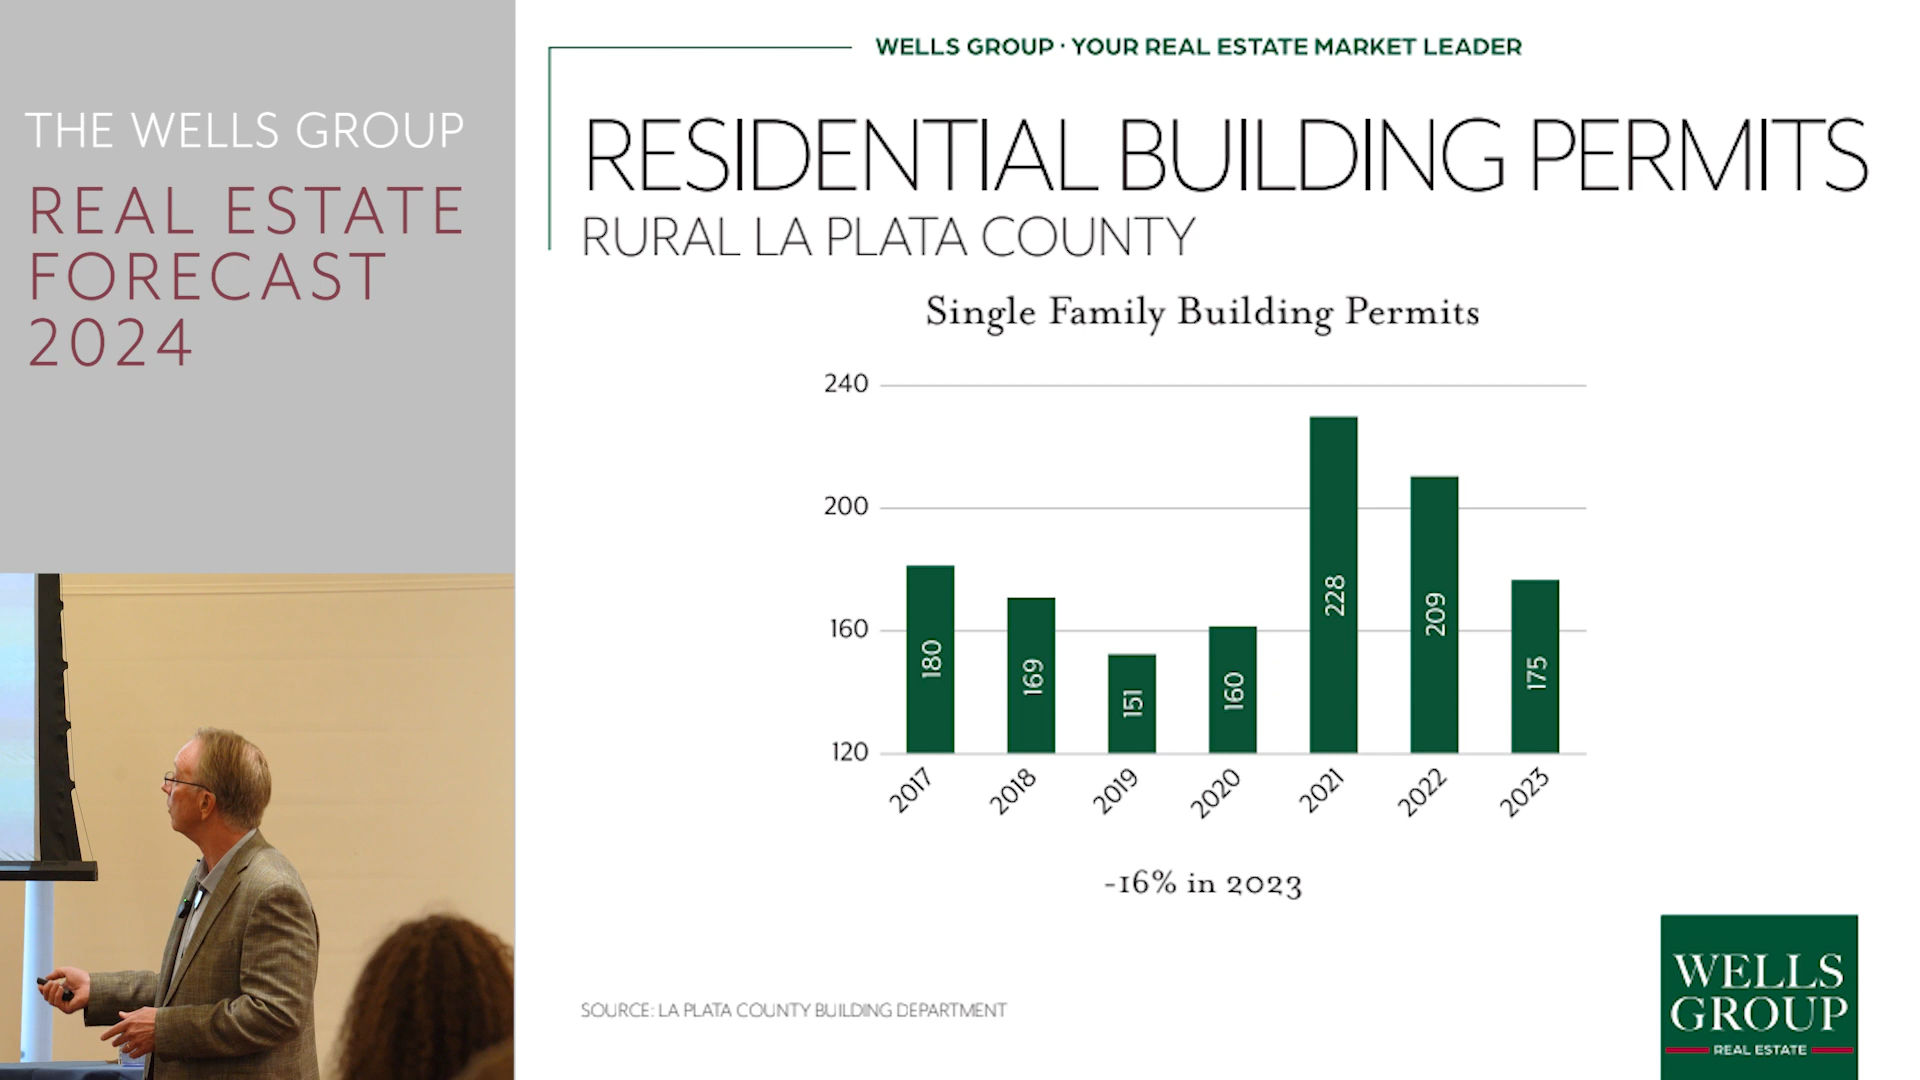 THE WELLS GROUP
REAL ESTATE
FORECAST
2024
WELLS GROUP · YOUR REAL ESTATE MARKET LEADER
RESIDENTIAL BUILDING PERMITS
RURAL LA PLATA COUNTY
Single Family Building Permits
240
200
160
120
180
169
151
160
228
209
175
2017
2018
2019
2020
2021
2022
2023
-16% in 2023
SOURCE: LA PLATA COUNTY BUILDING DEPARTMENT
WELLS
GROUP
REAL ESTATE